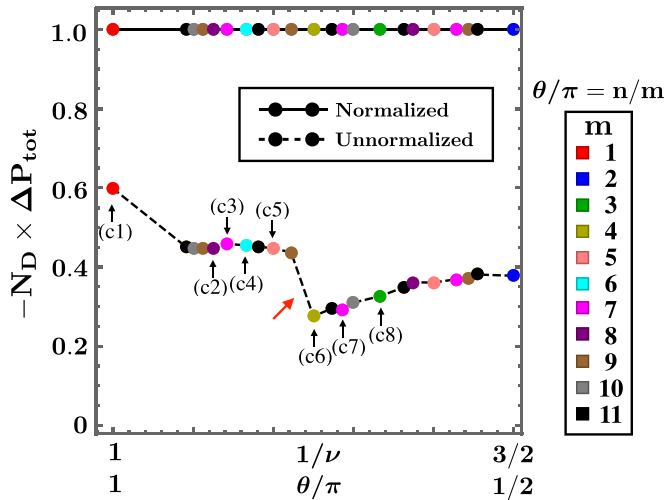 1.0
0.8
0.6
0.4
0.2
0
−N_D × ΔP_tot
Normalized
Unnormalized
(c1)
(c2)
(c3)
(c4)
(c5)
(c6)
(c7)
(c8)
1 1/ν 3/2
1 θ/π 1/2
θ/π = n/m
m
1
2
3
4
5
6
7
8
9
10
11